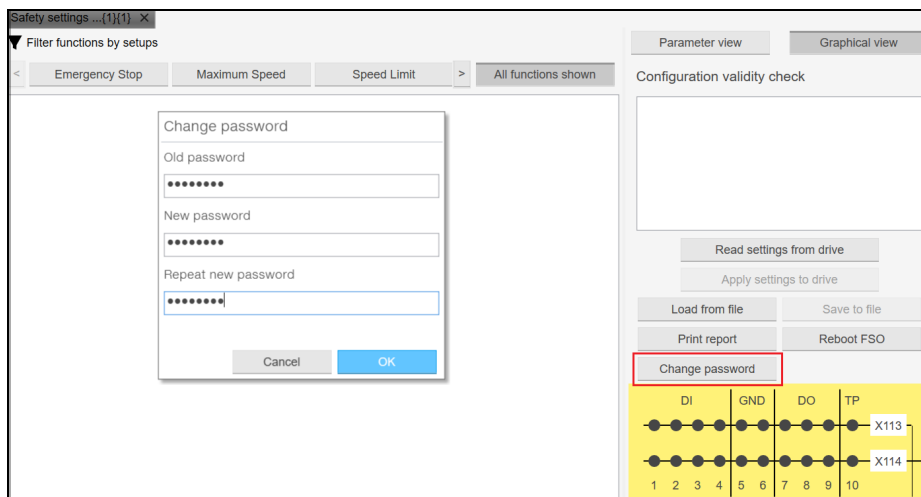 Safety settings ...{1}{1} ×
Filter functions by setups
< Emergency Stop Maximum Speed Speed Limit > All functions shown
Change password
Old password
••••••••
New password
••••••••
Repeat new password
••••••••
Cancel OK
Parameter view Graphical view
Configuration validity check
Read settings from drive
Apply settings to drive
Load from file Save to file
Print report Reboot FSO
Change password
DI GND DO TP
X113
X114
1 2 3 4 5 6 7 8 9 10